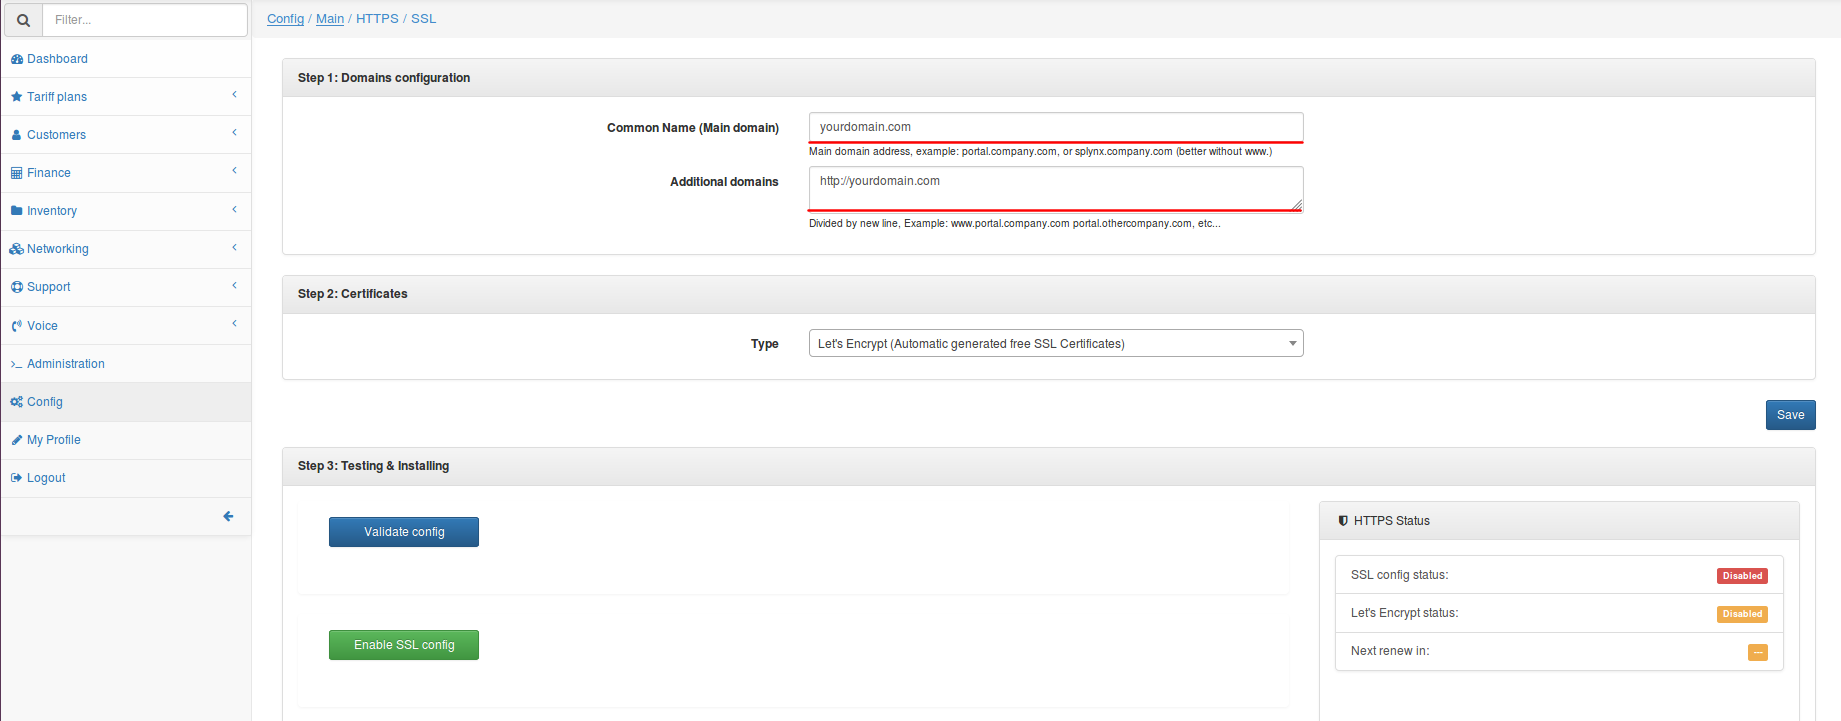 Filter...
Config / Main / HTTPS / SSL
Dashboard
Tariff plans
Customers
Finance
Inventory
Networking
Support
Voice
Administration
Config
My Profile
Logout
Step 1: Domains configuration
Common Name (Main domain)
yourdomain.com
Main domain address, example: portal.company.com, or splynx.company.com (better without www.)
Additional domains
http://yourdomain.com
Divided by new line, Example: www.portal.company.com portal.othercompany.com, etc...
Step 2: Certificates
Type
Let's Encrypt (Automatic generated free SSL Certificates)
Save
Step 3: Testing & Installing
Validate config
Enable SSL config
HTTPS Status
SSL config status:
Disabled
Let's Encrypt status:
Disabled
Next renew in:
---